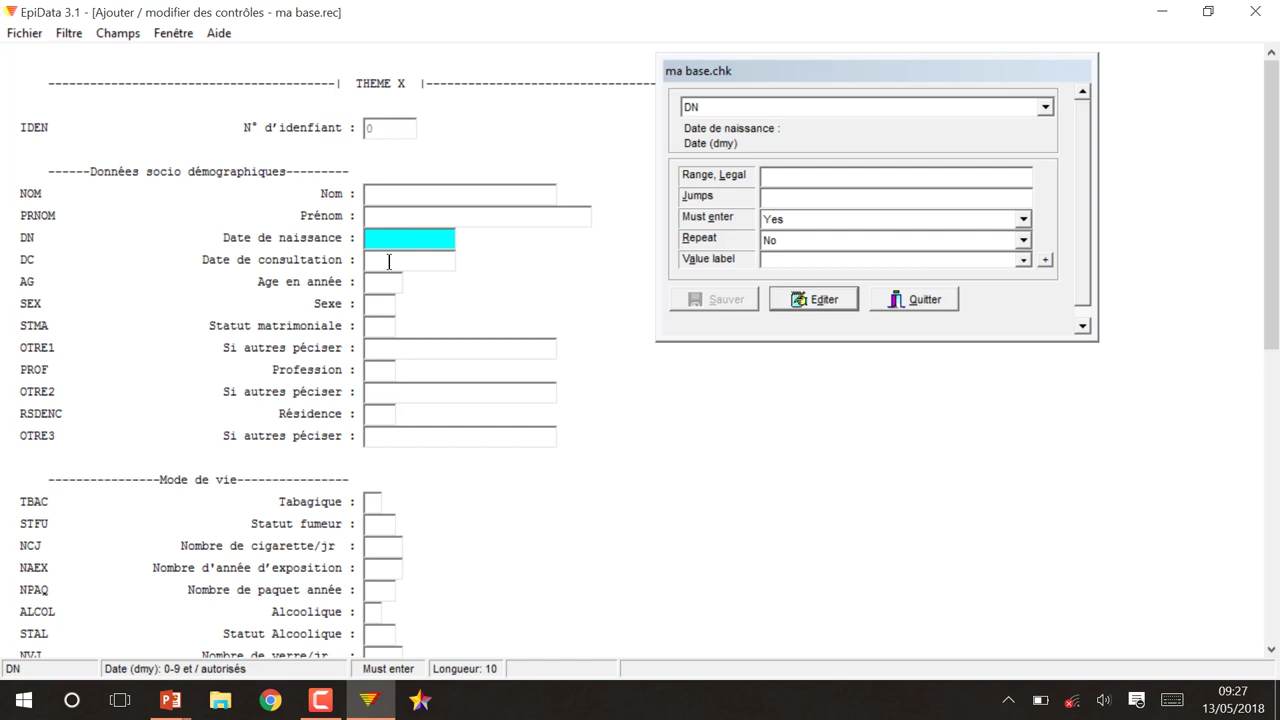 EpiData 3.1 - [Ajouter / modifier des contrôles - ma base.rec]
Fichier Filtre Champs Fenêtre Aide
-------------------------------------| THEME X |------------------------------
IDEN N° d'idenfiant : 0
------Données socio démographiques---------
NOM Nom :
PRNOM Prénom :
DN Date de naissance :
DC Date de consultation :
AG Age en année :
SEX Sexe :
STMA Statut matrimoniale :
OTRE1 Si autres péciser :
PROF Profession :
OTRE2 Si autres péciser :
RSDENC Résidence :
OTRE3 Si autres péciser :
----------------Mode de vie----------------
TBAC Tabagique :
STFU Statut fumeur :
NCJ Nombre de cigarette/jr :
NAEX Nombre d'année d'exposition :
NPAQ Nombre de paquet année :
ALCOL Alcoolique :
STAL Statut Alcoolique :
NVJ Nombre de verre/jr :
ma base.chk
DN
Date de naissance :
Date (dmy)
Range, Legal
Jumps
Must enter Yes
Repeat No
Value label +
Sauver Editer Quitter
DN Date (dmy): 0-9 et / autorisés Must enter Longueur: 10
09:27
13/05/2018